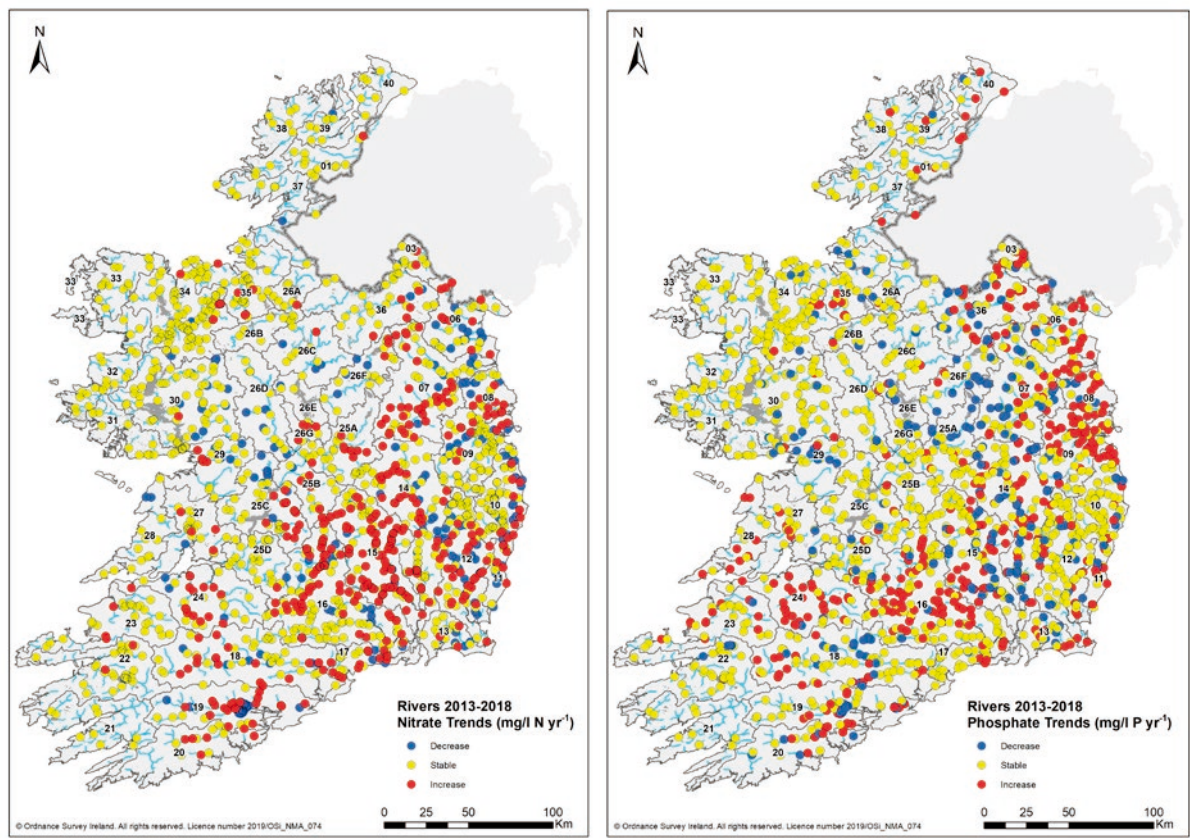 N
40
38
39
01
37
03
33
33
33
34
35
26A
36
06
26B
26C
32
26D
26F
07
08
30
31
26E
26G
25A
29
09
25B
14
25C
10
27
28
25D
15
12
11
24
16
23
13
22
18
17
19
21
20
Rivers 2013-2018
Nitrate Trends (mg/l N yr-1)
Decrease
Stable
Increase
0 25 50 100
Km
© Ordnance Survey Ireland. All rights reserved. Licence number 2019/OSi_NMA_074
N
40
38
39
01
37
03
33
33
33
34
35
26A
36
06
26B
26C
32
26D
26F
07
08
30
31
26E
26G
25A
29
09
25B
14
25C
10
27
28
25D
15
12
11
24
16
23
13
22
18
17
19
21
20
Rivers 2013-2018
Phosphate Trends (mg/l P yr-1)
Decrease
Stable
Increase
0 25 50 100
Km
© Ordnance Survey Ireland. All rights reserved. Licence number 2019/OSi_NMA_074